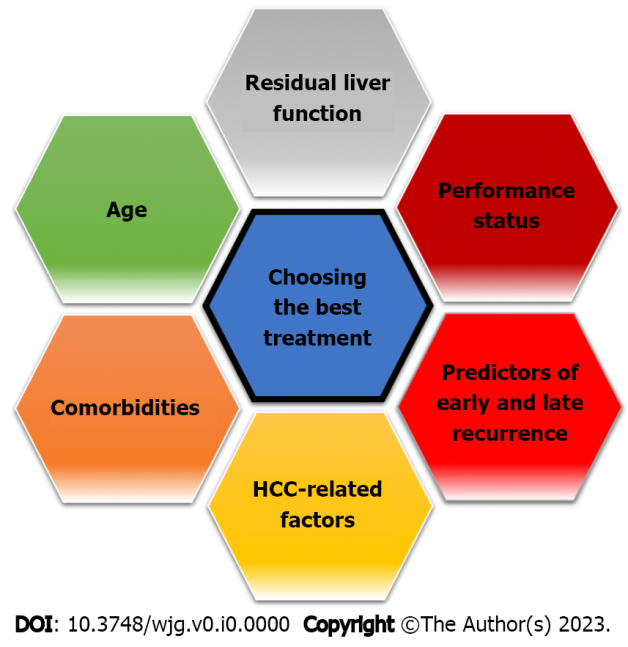 Residual liver
function
Performance
status
Age
Choosing
the best
treatment
Predictors of
early and late
recurrence
Comorbidities
HCC-related
factors
DOI: 10.3748/wjg.v0.i0.0000 Copyright ©The Author(s) 2023.